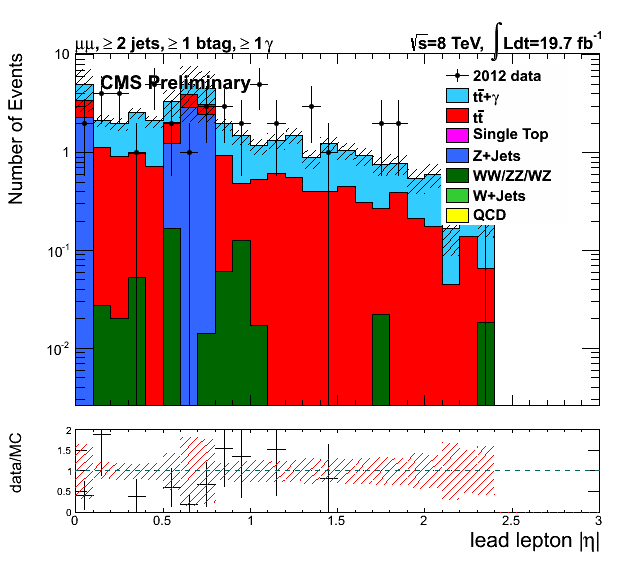 μμ, ≥ 2 jets, ≥ 1 btag, ≥ 1 γ
√s=8 TeV, ∫Ldt=19.7 fb⁻¹
CMS Preliminary
Number of Events
10
1
10⁻¹
10⁻²
2012 data
tt̄+γ
tt̄
Single Top
Z+Jets
WW/ZZ/WZ
W+Jets
QCD
data/MC
2
1.5
1
0.5
0
0 0.5 1 1.5 2 2.5 3
lead lepton |η|